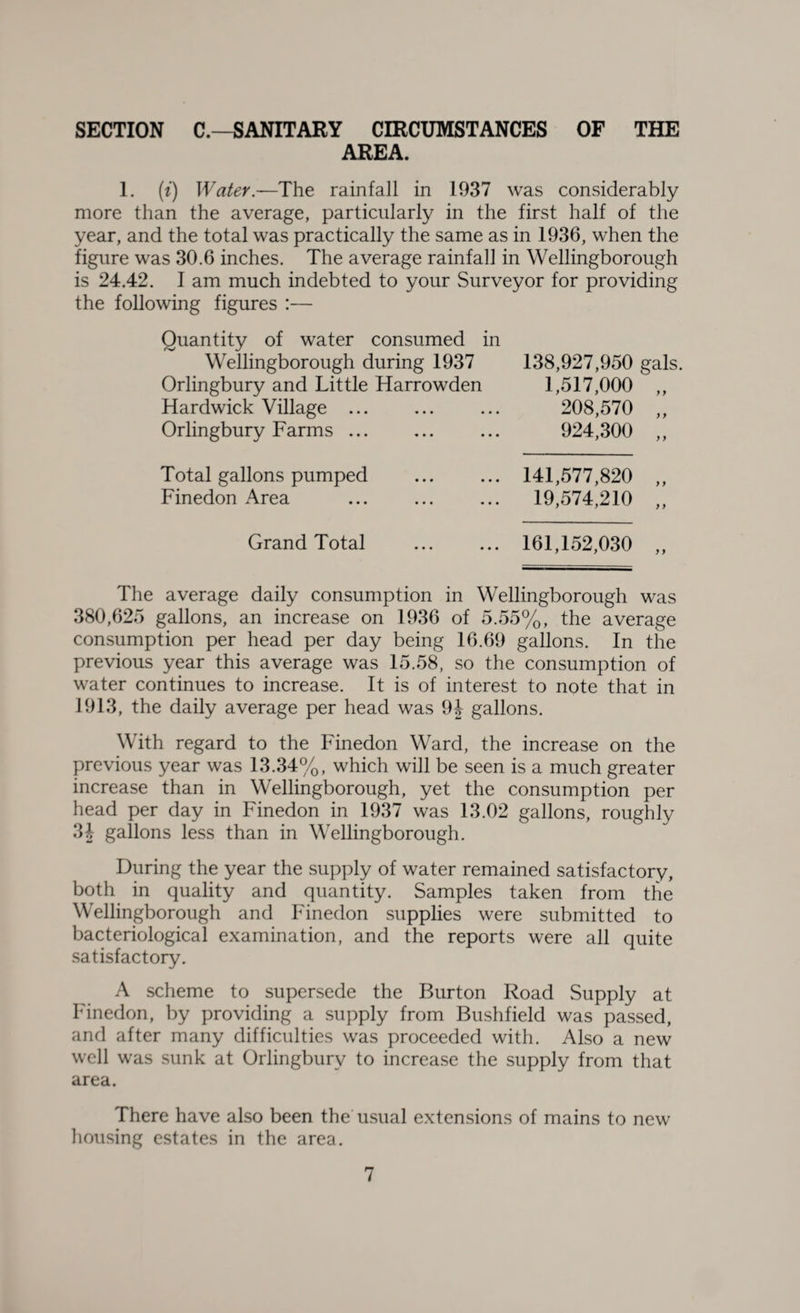 SECTION C.—SANITARY CIRCUMSTANCES OF THE
AREA.
1. (i) Water.—The rainfall in 1937 was considerably
more than the average, particularly in the first half of the
year, and the total was practically the same as in 1936, when the
figure was 30.6 inches. The average rainfall in Wellingborough
is 24.42. I am much indebted to your Surveyor for providing
the following figures :—
Quantity of water consumed in
Wellingborough during 1937 138,927,950 gals.
Orlingbury and Little Harrowden 1,517,000 ,,
Hardwick Village ... ... ... 208,570 ,,
Orlingbury Farms ... ... ... 924,300 ,,
Total gallons pumped ... ... 141,577,820 ,,
Finedon Area ... ... ... 19,574,210 ,,
Grand Total ... ... 161,152,030 ,,
The average daily consumption in Wellingborough was
380,625 gallons, an increase on 1936 of 5.55%, the average
consumption per head per day being 16.69 gallons. In the
previous year this average was 15.58, so the consumption of
water continues to increase. It is of interest to note that in
1913, the daily average per head was 9½ gallons.
With regard to the Finedon Ward, the increase on the
previous year was 13.34%, which will be seen is a much greater
increase than in Wellingborough, yet the consumption per
head per day in Finedon in 1937 was 13.02 gallons, roughly
3½ gallons less than in Wellingborough.
During the year the supply of water remained satisfactory,
both in quality and quantity. Samples taken from the
Wellingborough and Finedon supplies were submitted to
bacteriological examination, and the reports were all quite
satisfactory.
A scheme to supersede the Burton Road Supply at
Finedon, by providing a supply from Bushfield was passed,
and after many difficulties was proceeded with. Also a new
well was sunk at Orlingbury to increase the supply from that
area.
There have also been the usual extensions of mains to new
housing estates in the area.
7